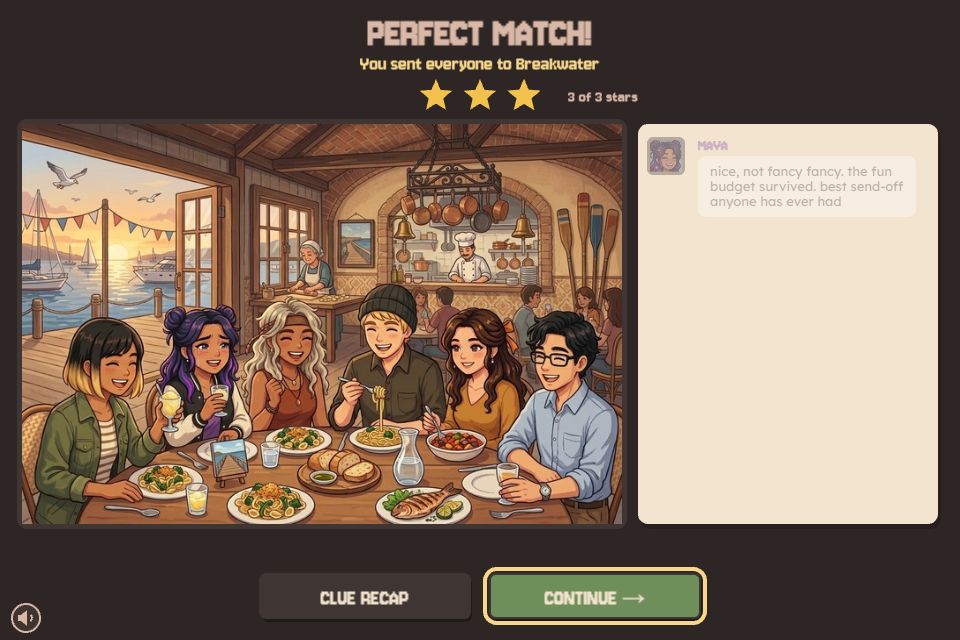 PERFECT MATCH!
You sent everyone to Breakwater
3 of 3 stars
MAYA
nice, not fancy fancy. the fun
budget survived. best send-off
anyone has ever had
CLUE RECAP
CONTINUE →